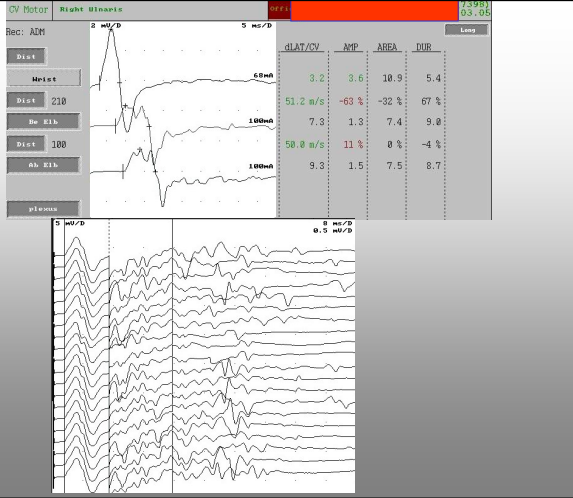 CV Motor Right Ulnaris
7398)
03.05
Rec: ADM
2 mV/D 5 ms/D
Long
dLAT/CV AMP AREA DUR
Dist
Wrist 68mA 3.2 3.6 10.9 5.4
Dist 210 51.2 m/s -63 % -32 % 67 %
Be Elb 100mA 7.3 1.3 7.4 9.0
Dist 100 50.0 m/s 11 % 0 % -4 %
Ab Elb 100mA 9.3 1.5 7.5 8.7
plexus
5 mV/D 8 ms/D
0.5 mV/D